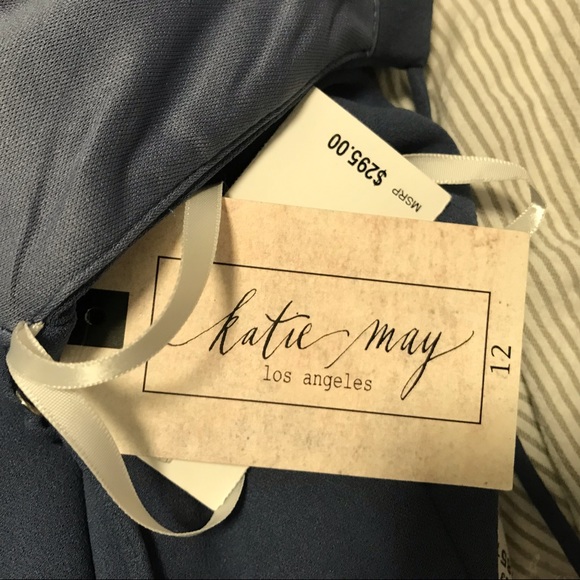 MSRP
$295.00
katie may
los angeles
12